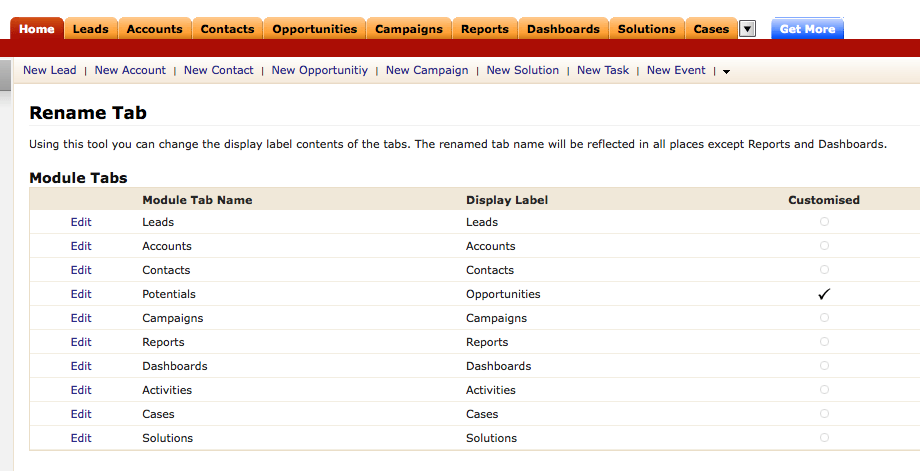 Home Leads Accounts Contacts Opportunities Campaigns Reports Dashboards Solutions Cases Get More
New Lead | New Account | New Contact | New Opportunitiy | New Campaign | New Solution | New Task | New Event |
Rename Tab
Using this tool you can change the display label contents of the tabs. The renamed tab name will be reflected in all places except Reports and Dashboards.
Module Tabs
Module Tab Name Display Label Customised
Edit Leads Leads
Edit Accounts Accounts
Edit Contacts Contacts
Edit Potentials Opportunities
Edit Campaigns Campaigns
Edit Reports Reports
Edit Dashboards Dashboards
Edit Activities Activities
Edit Cases Cases
Edit Solutions Solutions